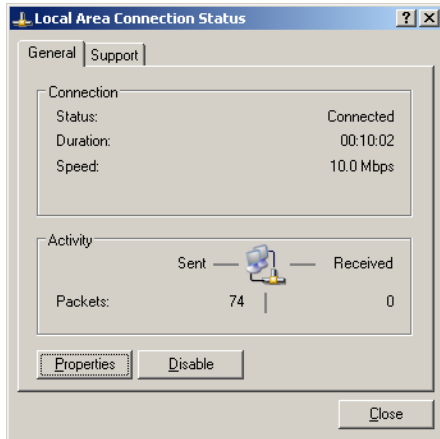 Local Area Connection Status
General Support
Connection
Status: Connected
Duration: 00:10:02
Speed: 10.0 Mbps
Activity
Sent Received
Packets: 74 0
Properties Disable
Close